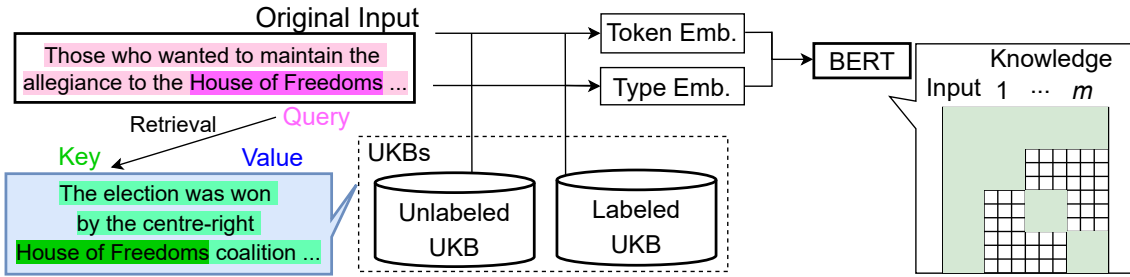 Original Input
Those who wanted to maintain the
allegiance to the House of Freedoms ...
Query
Retrieval
Key
Value
The election was won
by the centre-right
House of Freedoms coalition ...
UKBs
Unlabeled
UKB
Labeled
UKB
Token Emb.
Type Emb.
BERT
Knowledge
Input 1 ... m